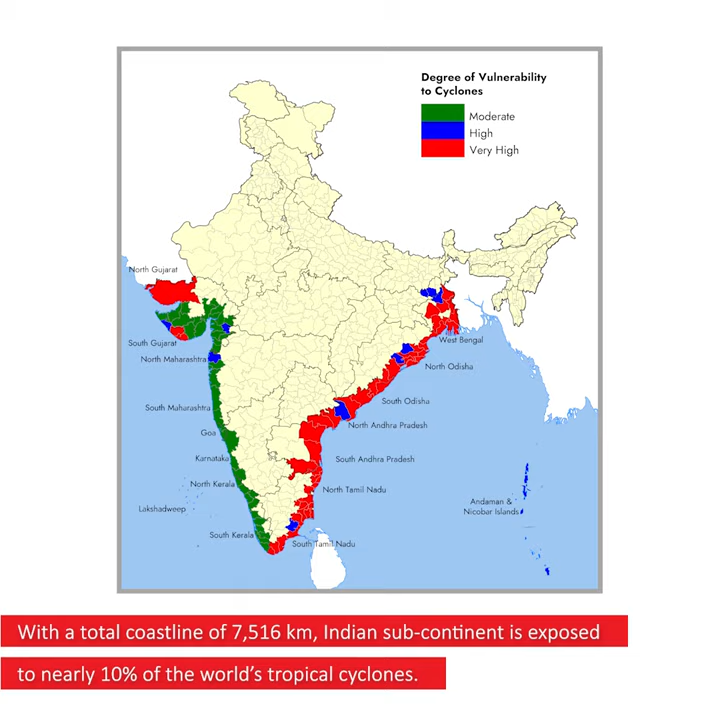 Degree of Vulnerability
to Cyclones
Moderate
High
Very High
North Gujarat
South Gujarat
North Maharashtra
South Maharashtra
Goa
Karnataka
North Kerala
Lakshadweep
South Kerala
West Bengal
North Odisha
South Odisha
North Andhra Pradesh
South Andhra Pradesh
North Tamil Nadu
South Tamil Nadu
Andaman &
Nicobar Islands
With a total coastline of 7,516 km, Indian sub-continent is exposed
to nearly 10% of the world's tropical cyclones.